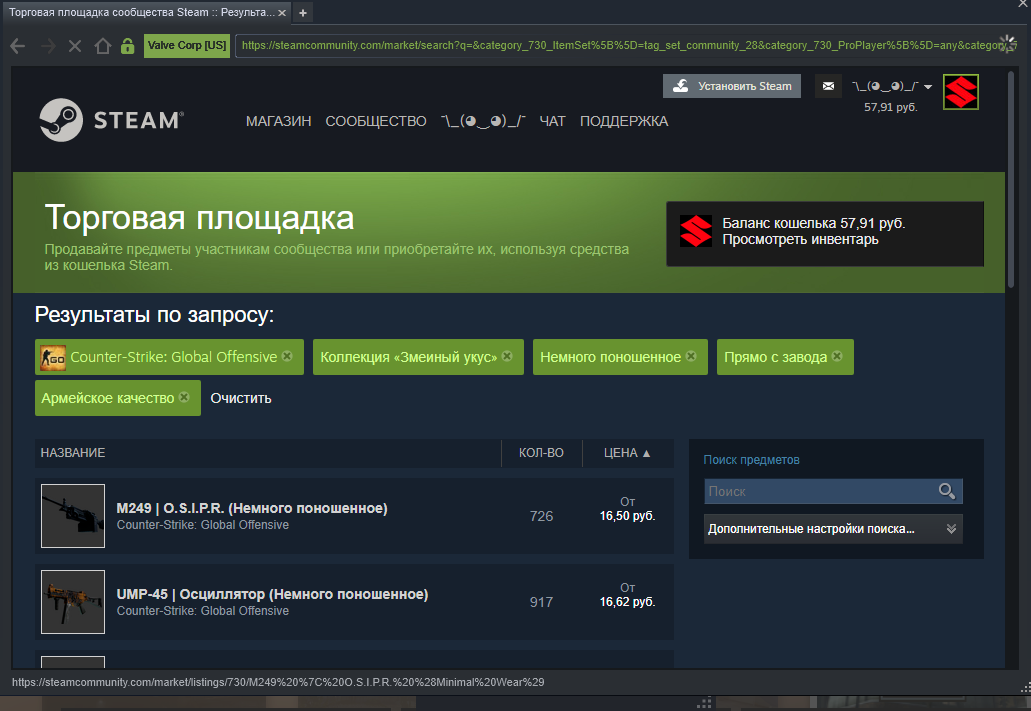 Торговая площадка сообщества Steam :: Результа...
Valve Corp [US]
https://steamcommunity.com/market/search?q=&category_730_ItemSet%5B%5D=tag_set_community_28&category_730_ProPlayer%5B%5D=any&category_
Установить Steam
¯\_(◕‿◕)_/¯
57,91 руб.
STEAM®
МАГАЗИН СООБЩЕСТВО ¯\_(◕‿◕)_/¯ ЧАТ ПОДДЕРЖКА
Торговая площадка
Продавайте предметы участникам сообщества или приобретайте их, используя средства
из кошелька Steam.
Баланс кошелька 57,91 руб.
Просмотреть инвентарь
Результаты по запросу:
GO Counter-Strike: Global Offensive Коллекция «Змеиный укус» Немного поношенное Прямо с завода
Армейское качество Очистить
НАЗВАНИЕ КОЛ-ВО ЦЕНА ▲
M249 | O.S.I.P.R. (Немного поношенное)
Counter-Strike: Global Offensive
726
От
16,50 руб.
UMP-45 | Осциллятор (Немного поношенное)
Counter-Strike: Global Offensive
917
От
16,62 руб.
Поиск предметов
Поиск
Дополнительные настройки поиска...
https://steamcommunity.com/market/listings/730/M249%20%7C%20O.S.I.P.R.%20%28Minimal%20Wear%29